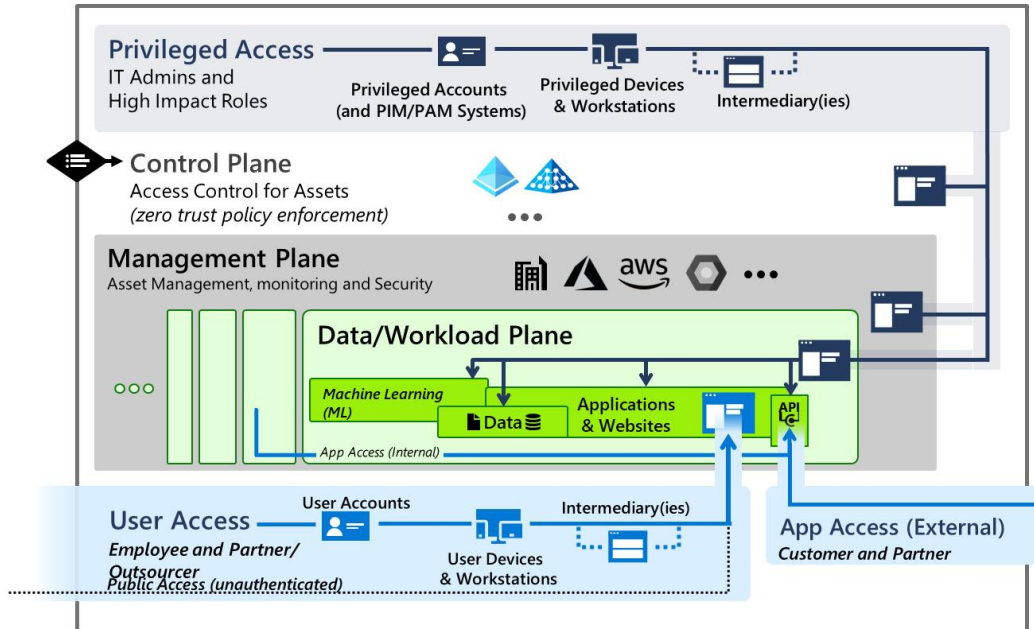 Privileged Access
IT Admins and
High Impact Roles
Privileged Accounts
(and PIM/PAM Systems)
Privileged Devices
& Workstations
Intermediary(ies)
Control Plane
Access Control for Assets
(zero trust policy enforcement)
Management Plane
Asset Management, monitoring and Security
aws
Data/Workload Plane
Machine Learning
(ML)
Data
Applications
& Websites
API
App Access (Internal)
User Access
Employee and Partner/
Outsourcer
Public Access (unauthenticated)
User Accounts
User Devices
& Workstations
Intermediary(ies)
App Access (External)
Customer and Partner